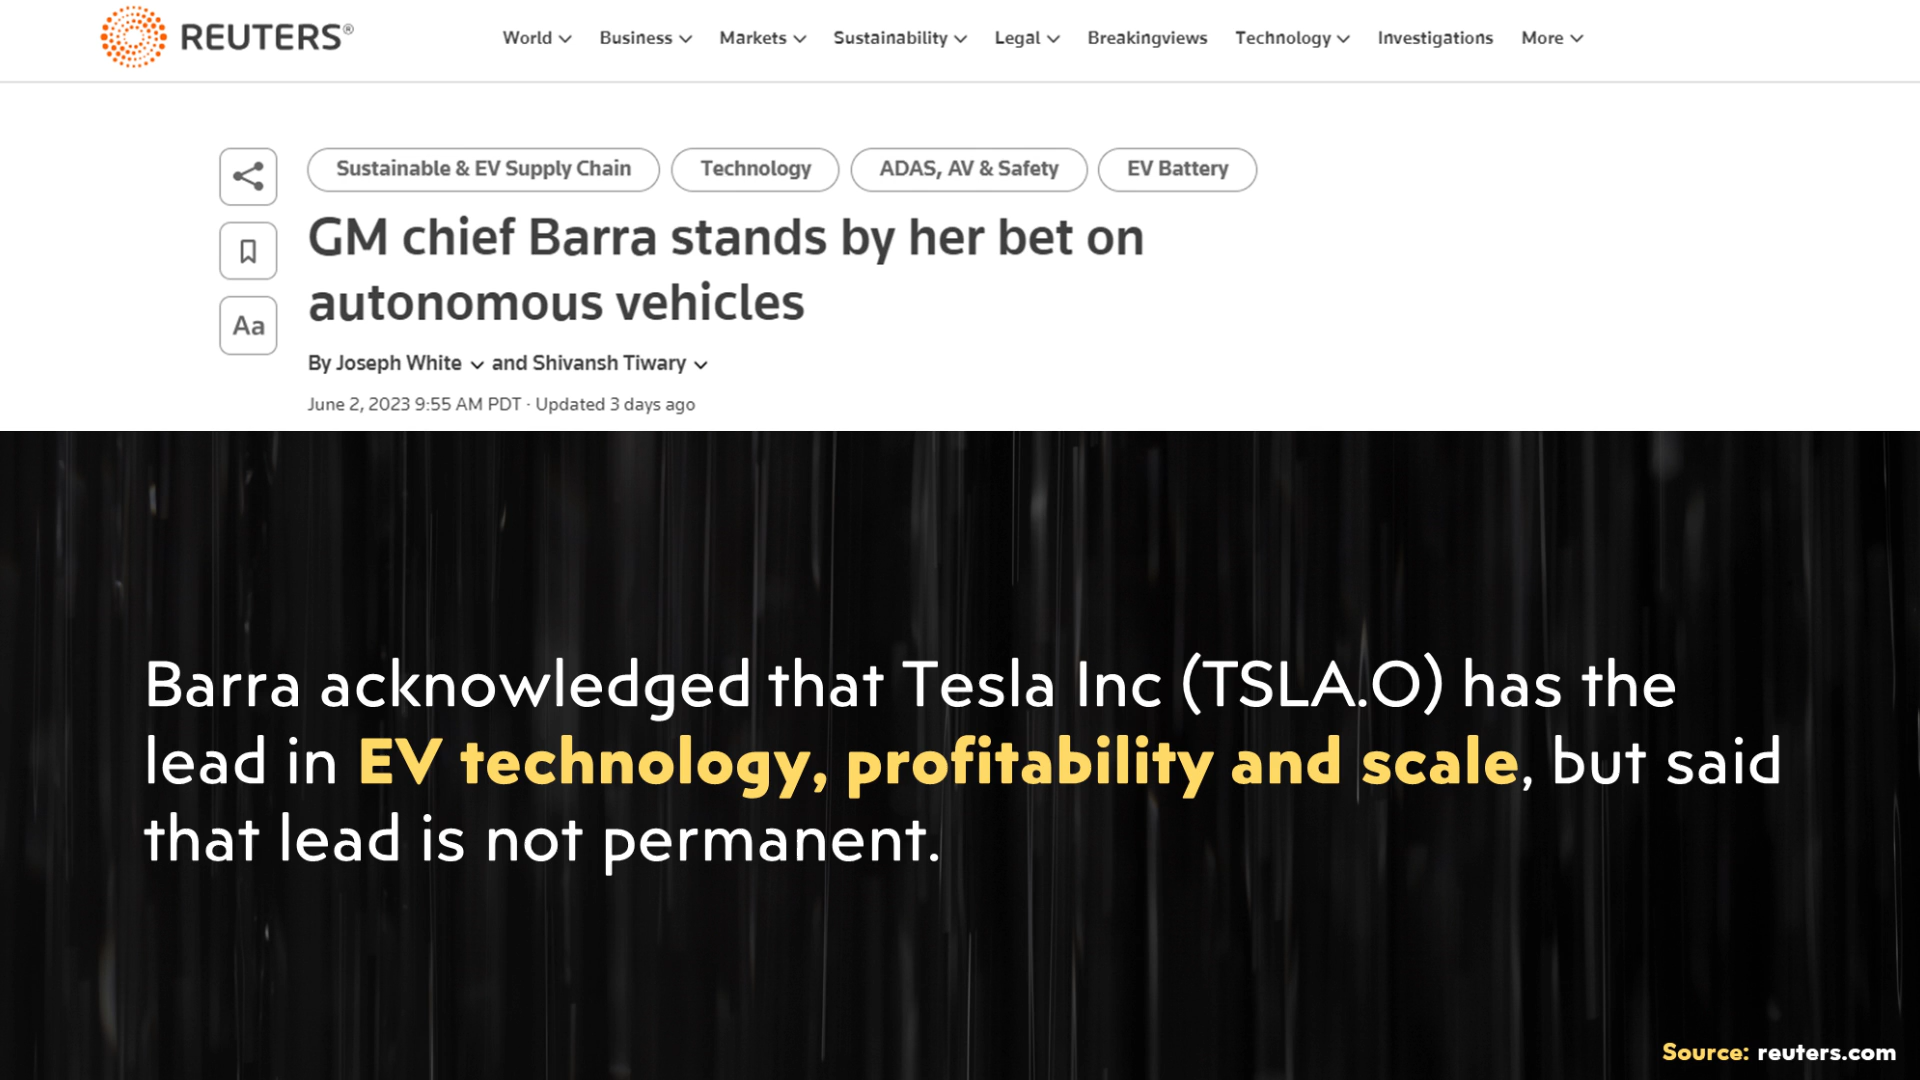 REUTERS®
World Business Markets Sustainability Legal Breakingviews Technology Investigations More
Sustainable & EV Supply Chain Technology ADAS, AV & Safety EV Battery
GM chief Barra stands by her bet on
autonomous vehicles
Aa
By Joseph White and Shivansh Tiwary
June 2, 2023 9:55 AM PDT · Updated 3 days ago
Barra acknowledged that Tesla Inc (TSLA.O) has the
lead in EV technology, profitability and scale, but said
that lead is not permanent.
Source: reuters.com